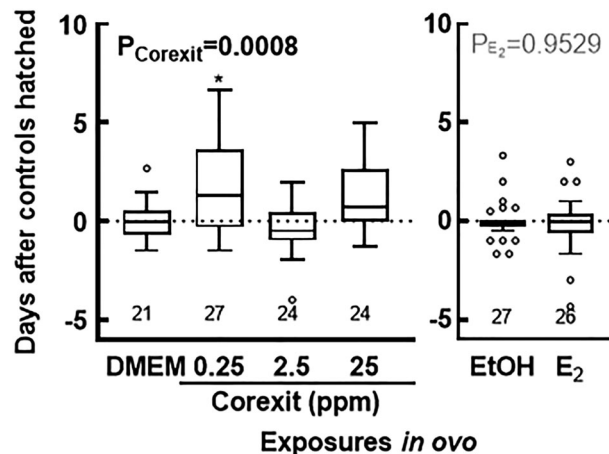 Days after controls hatched
10
5
0
-5
P_Corexit=0.0008
*
21 27 24 24
DMEM 0.25 2.5 25
Corexit (ppm)
10
5
0
-5
P_E₂=0.9529
27 26
EtOH E₂
Exposures in ovo